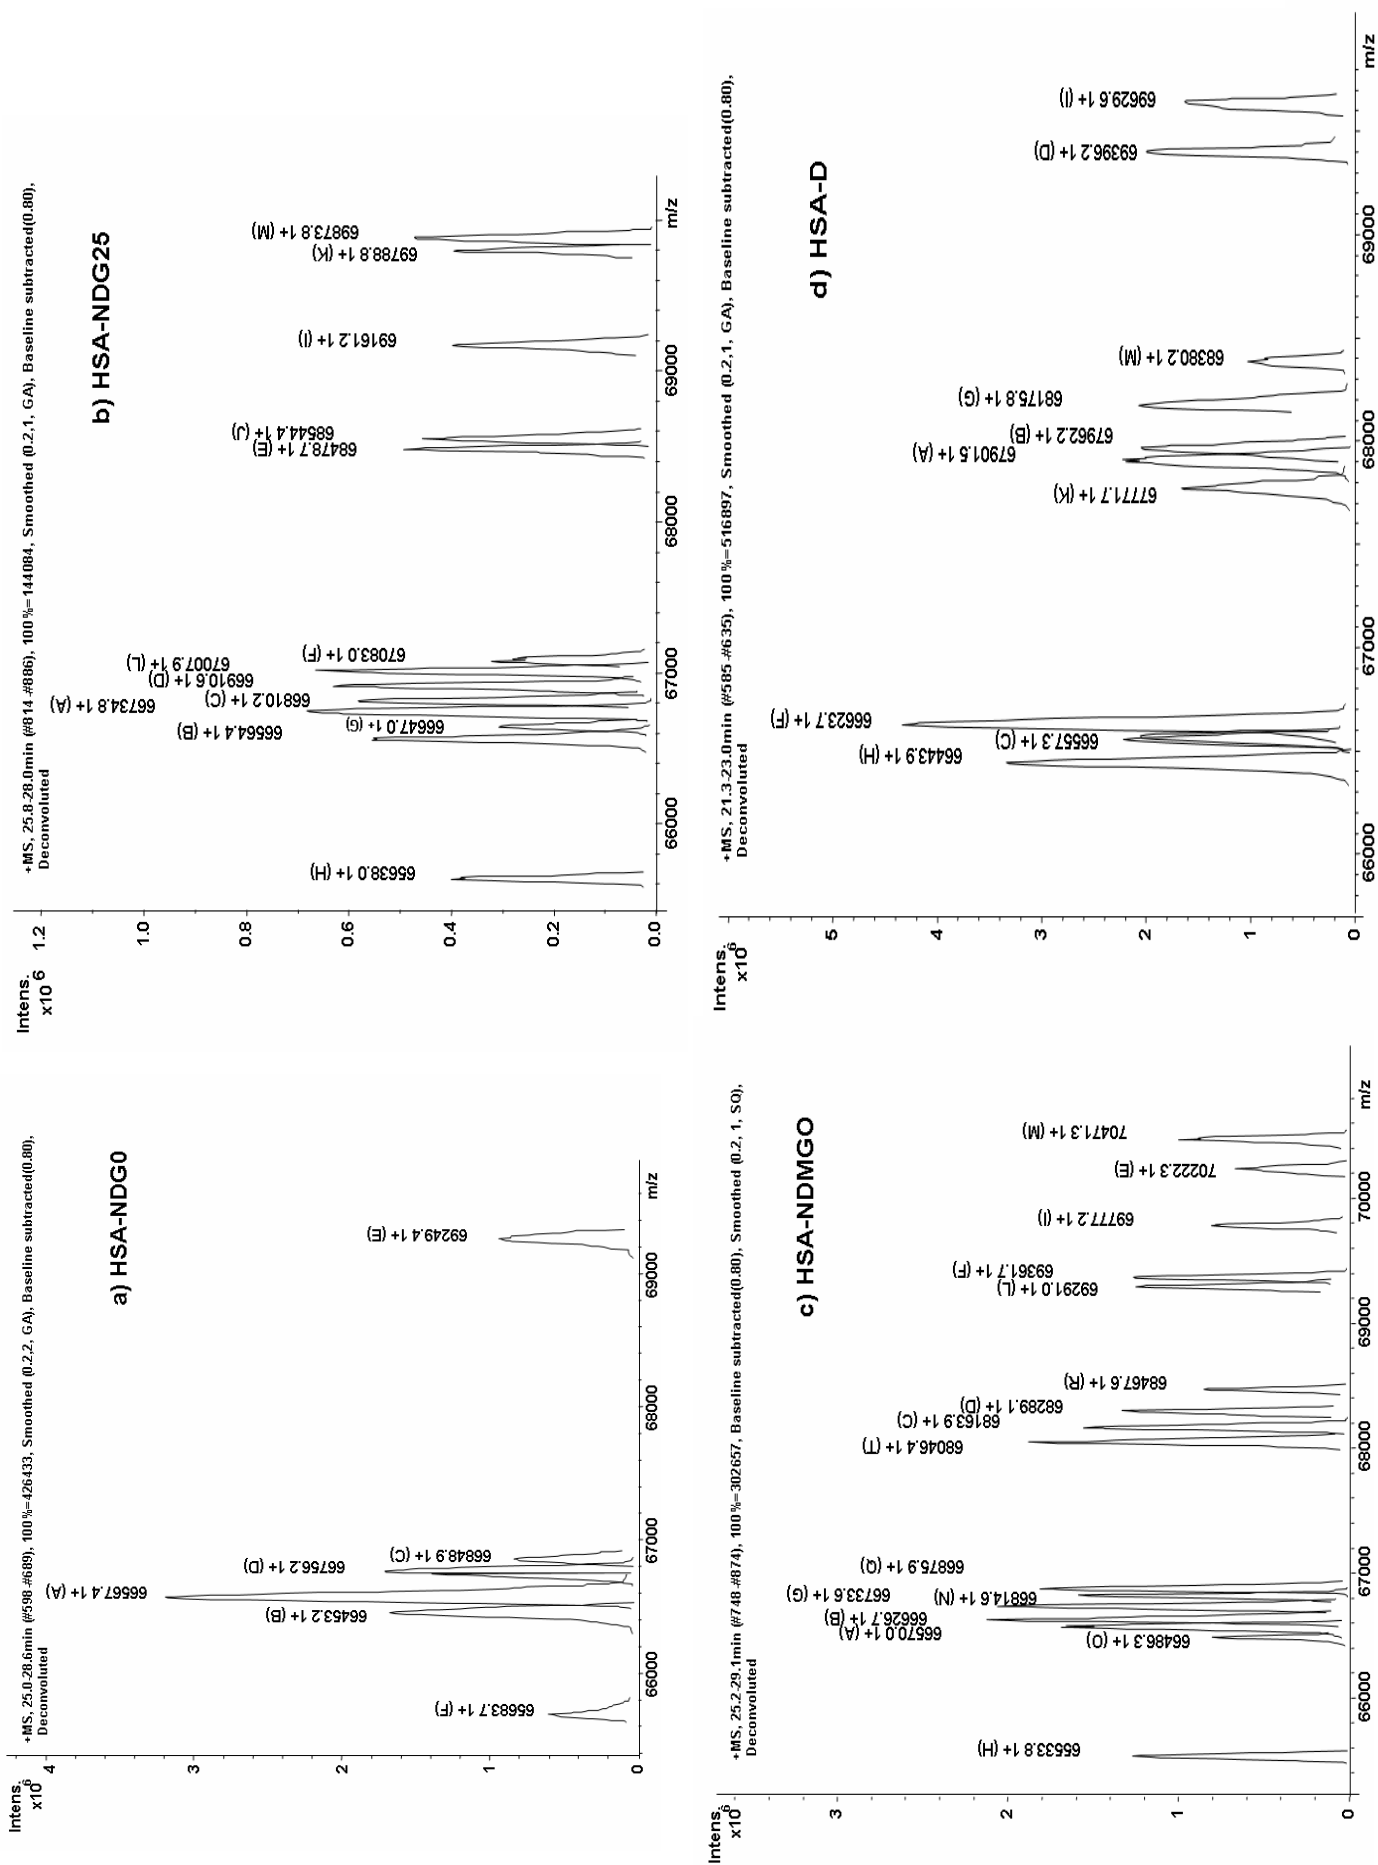 a) HSA-NDG0
+MS, 25.0-28.6min (#598-#689), 100%=426433, Smoothed (0.2,2, GA), Baseline subtracted(0.80),
Deconvoluted
Intens.
x10 6
4
3
2
1
0
65683.7 1+ (F)
66453.2 1+ (B)
66567.4 1+ (A)
66756.2 1+ (D)
66848.9 1+ (C)
69249.4 1+ (E)
66000
67000
68000
69000
m/z
b) HSA-NDG25
+MS, 25.8-28.0min (#814-#886), 100%=144084, Smoothed (0.2,1, GA), Baseline subtracted(0.80),
Deconvoluted
Intens.
x10 6
1.2
1.0
0.8
0.6
0.4
0.2
0.0
65638.0 1+ (H)
66564.4 1+ (B)
66647.0 1+ (G)
66734.8 1+ (A)
66810.2 1+ (C)
66910.6 1+ (D)
67007.9 1+ (L)
67083.0 1+ (F)
68478.7 1+ (E)
68544.4 1+ (J)
69161.2 1+ (I)
69788.8 1+ (K)
69873.8 1+ (M)
66000
67000
68000
69000
m/z
c) HSA-NDMGO
+MS, 25.2-29.1min (#748-#874), 100%=302657, Baseline subtracted(0.80), Smoothed (0.2, 1, SQ),
Deconvoluted
Intens.
x10 6
3
2
1
0
65533.8 1+ (H)
66486.3 1+ (O)
66570.0 1+ (A)
66626.7 1+ (B)
66733.6 1+ (G)
66814.6 1+ (N)
66875.9 1+ (Q)
68046.4 1+ (T)
68163.9 1+ (C)
68289.1 1+ (D)
68467.6 1+ (R)
69291.0 1+ (L)
69361.7 1+ (F)
69777.2 1+ (I)
70222.3 1+ (E)
70471.3 1+ (M)
66000
67000
68000
69000
70000
m/z
d) HSA-D
+MS, 21.3-23.0min (#585-#635), 100%=516897, Smoothed (0.2,1, GA), Baseline subtracted(0.80),
Deconvoluted
Intens.
x10 6
5
4
3
2
1
0
66443.9 1+ (H)
66557.3 1+ (C)
66623.7 1+ (F)
67771.7 1+ (K)
67901.5 1+ (A)
67962.2 1+ (B)
68175.8 1+ (G)
68380.2 1+ (M)
69396.2 1+ (D)
69629.6 1+ (I)
66000
67000
68000
69000
m/z